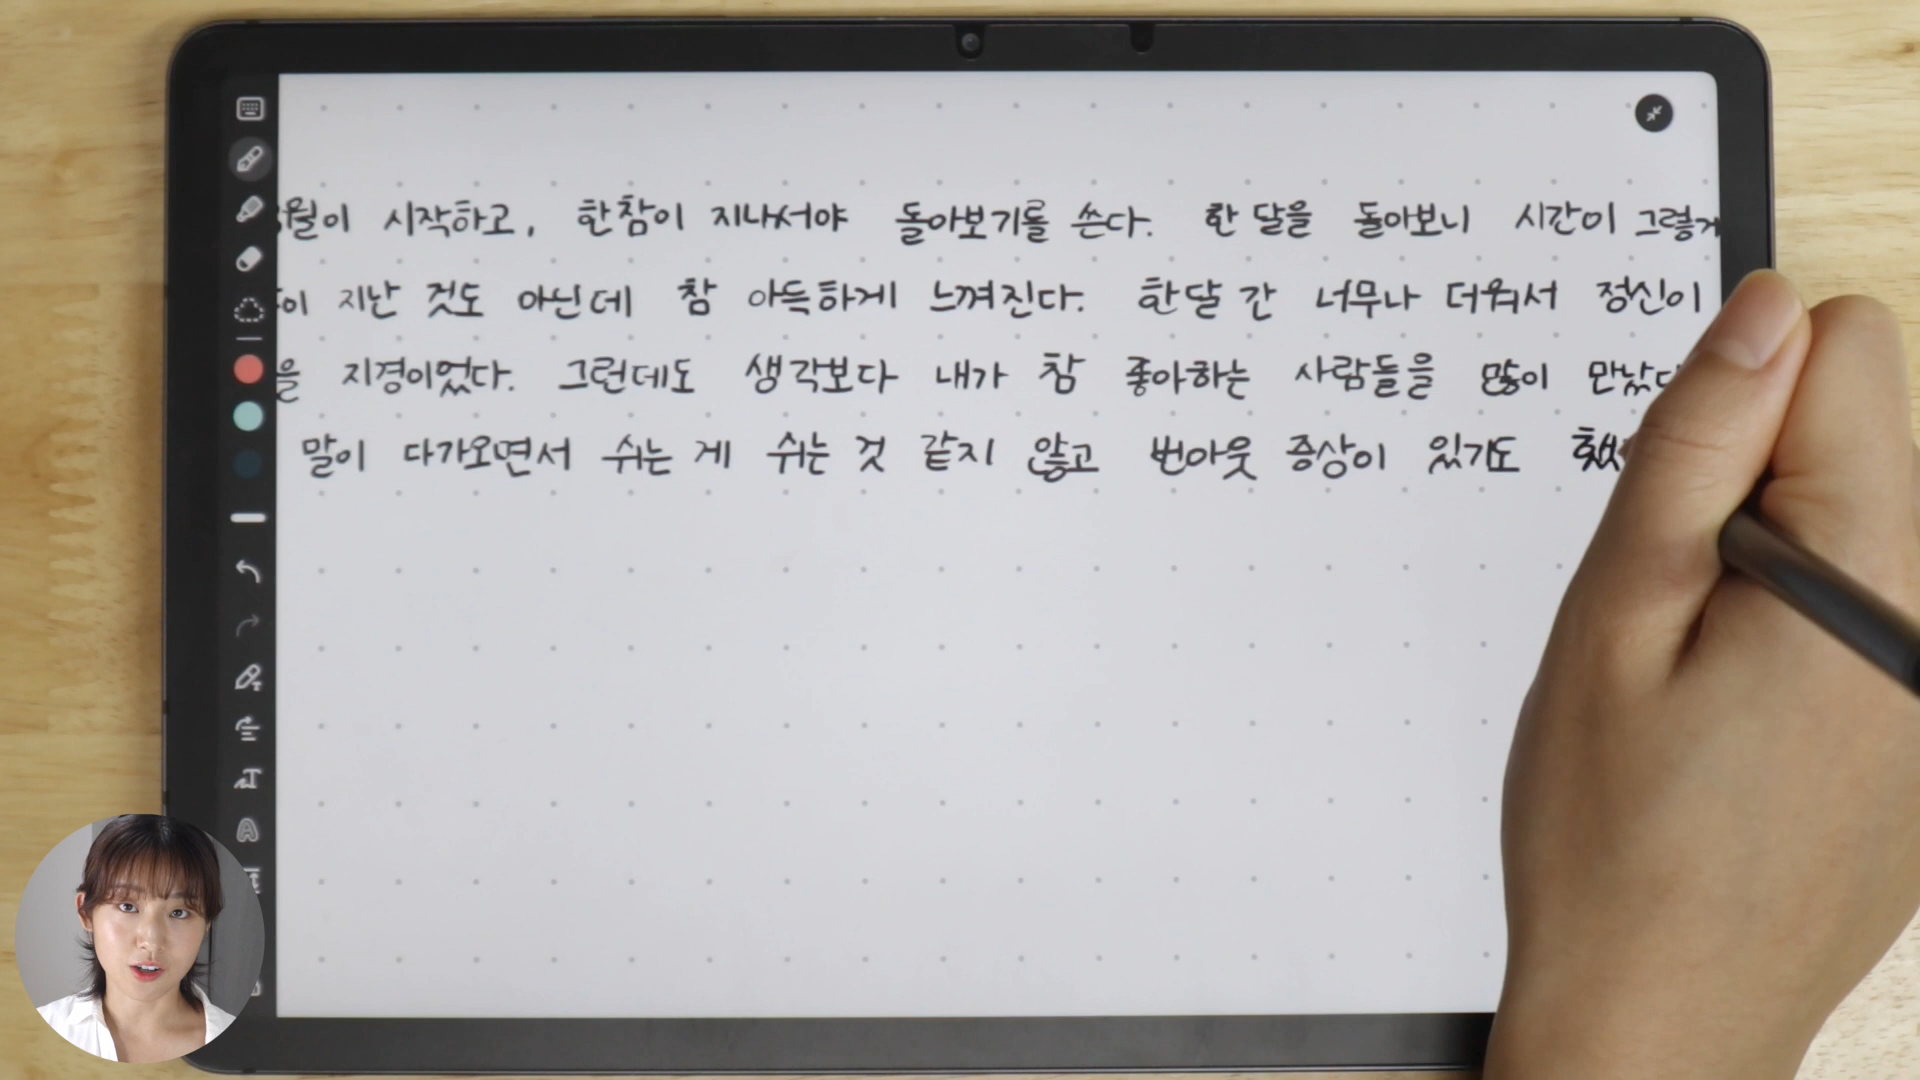 월이 시작하고, 한참이 지나서야 돌아보기를 쓴다. 한 달을 돌아보니 시간이 그렇게
지난 것도 아닌데 참 아득하게 느껴진다. 한달 간 너무나 더워서 정신이
을 지경이었다. 그런데도 생각보다 내가 참 좋아하는 사람들을 많이 만났다
말이 다가오면서 쉬는 게 쉬는 것 같지 않고 번아웃 증상이 있기도